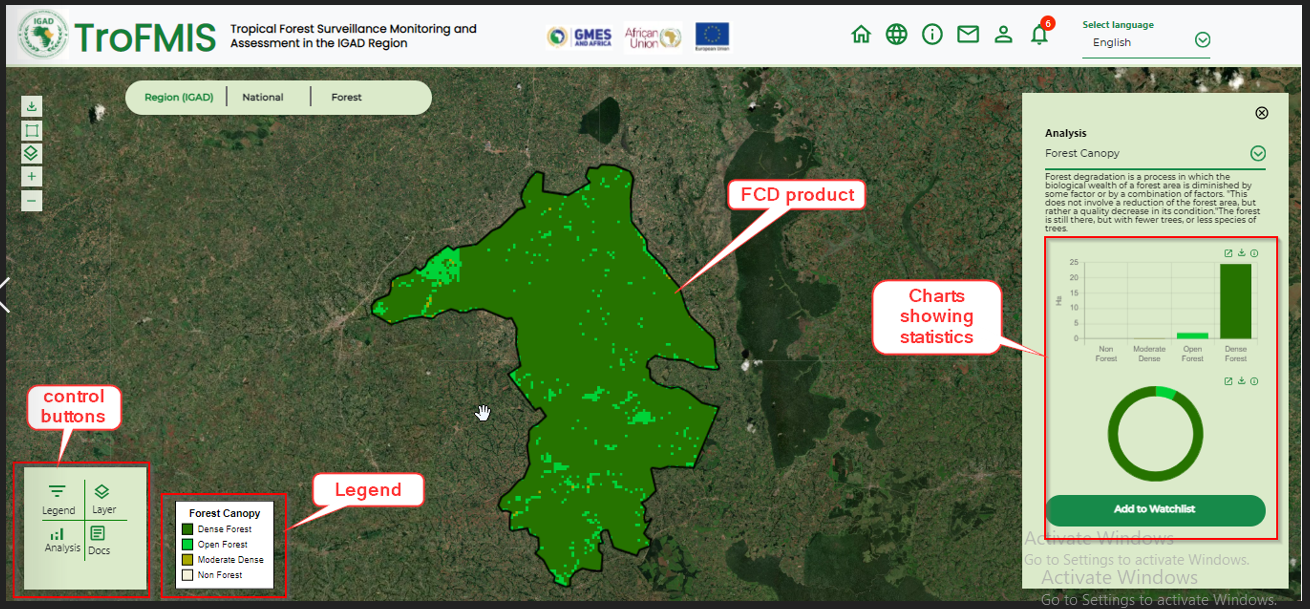 IGAD
TroFMIS
Tropical Forest Surveillance Monitoring and
Assessment in the IGAD Region
GMES
AND AFRICA
African
Union
European Union
6
Select language
English
Region (IGAD)
National
Forest
+
−
FCD product
Charts
showing
statistics
control
buttons
Legend
Legend
Layer
Analysis
Docs
Forest Canopy
Dense Forest
Open Forest
Moderate Dense
Non Forest
Analysis
Forest Canopy
Forest degradation is a process in which the
biological wealth of a forest area is diminished by
some factor or by a combination of factors. "This
does not involve a reduction of the forest area, but
rather a quality decrease in its condition."The forest
is still there, but with fewer trees, or less species of
trees.
25
20
15
10
5
0
Ha
Non
Forest
Moderate
Dense
Open
Forest
Dense
Forest
Add to Watchlist
Activate Windows
Go to Settings to activate Windows.
Activate Windows
Go to Settings to activate Windows.